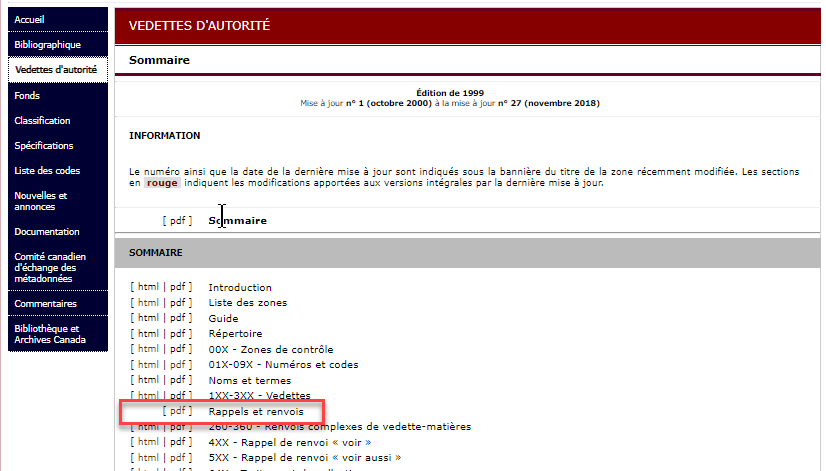 Accueil
Bibliographique
Vedettes d'autorité
Fonds
Classification
Spécifications
Liste des codes
Nouvelles et
annonces
Documentation
Comité canadien
d'échange des
métadonnées
Commentaires
Bibliothèque et
Archives Canada
VEDETTES D'AUTORITÉ
Sommaire
Édition de 1999
Mise à jour n° 1 (octobre 2000) à la mise à jour n° 27 (novembre 2018)
INFORMATION
Le numéro ainsi que la date de la dernière mise à jour sont indiqués sous la bannière du titre de la zone récemment modifiée. Les sections
en rouge indiquent les modifications apportées aux versions intégrales par la dernière mise à jour.
[ pdf ] Sommaire
SOMMAIRE
[ html | pdf ] Introduction
[ html | pdf ] Liste des zones
[ html | pdf ] Guide
[ html | pdf ] Répertoire
[ html | pdf ] 00X - Zones de contrôle
[ html | pdf ] 01X-09X - Numéros et codes
[ html | pdf ] Noms et termes
[ html | pdf ] 1XX-3XX - Vedettes
[ pdf ] Rappels et renvois
[ html | pdf ] 260-360 - Renvois complexes de vedette-matières
[ html | pdf ] 4XX - Rappel de renvoi « voir »
[ html | pdf ] 5XX - Rappel de renvoi « voir aussi »